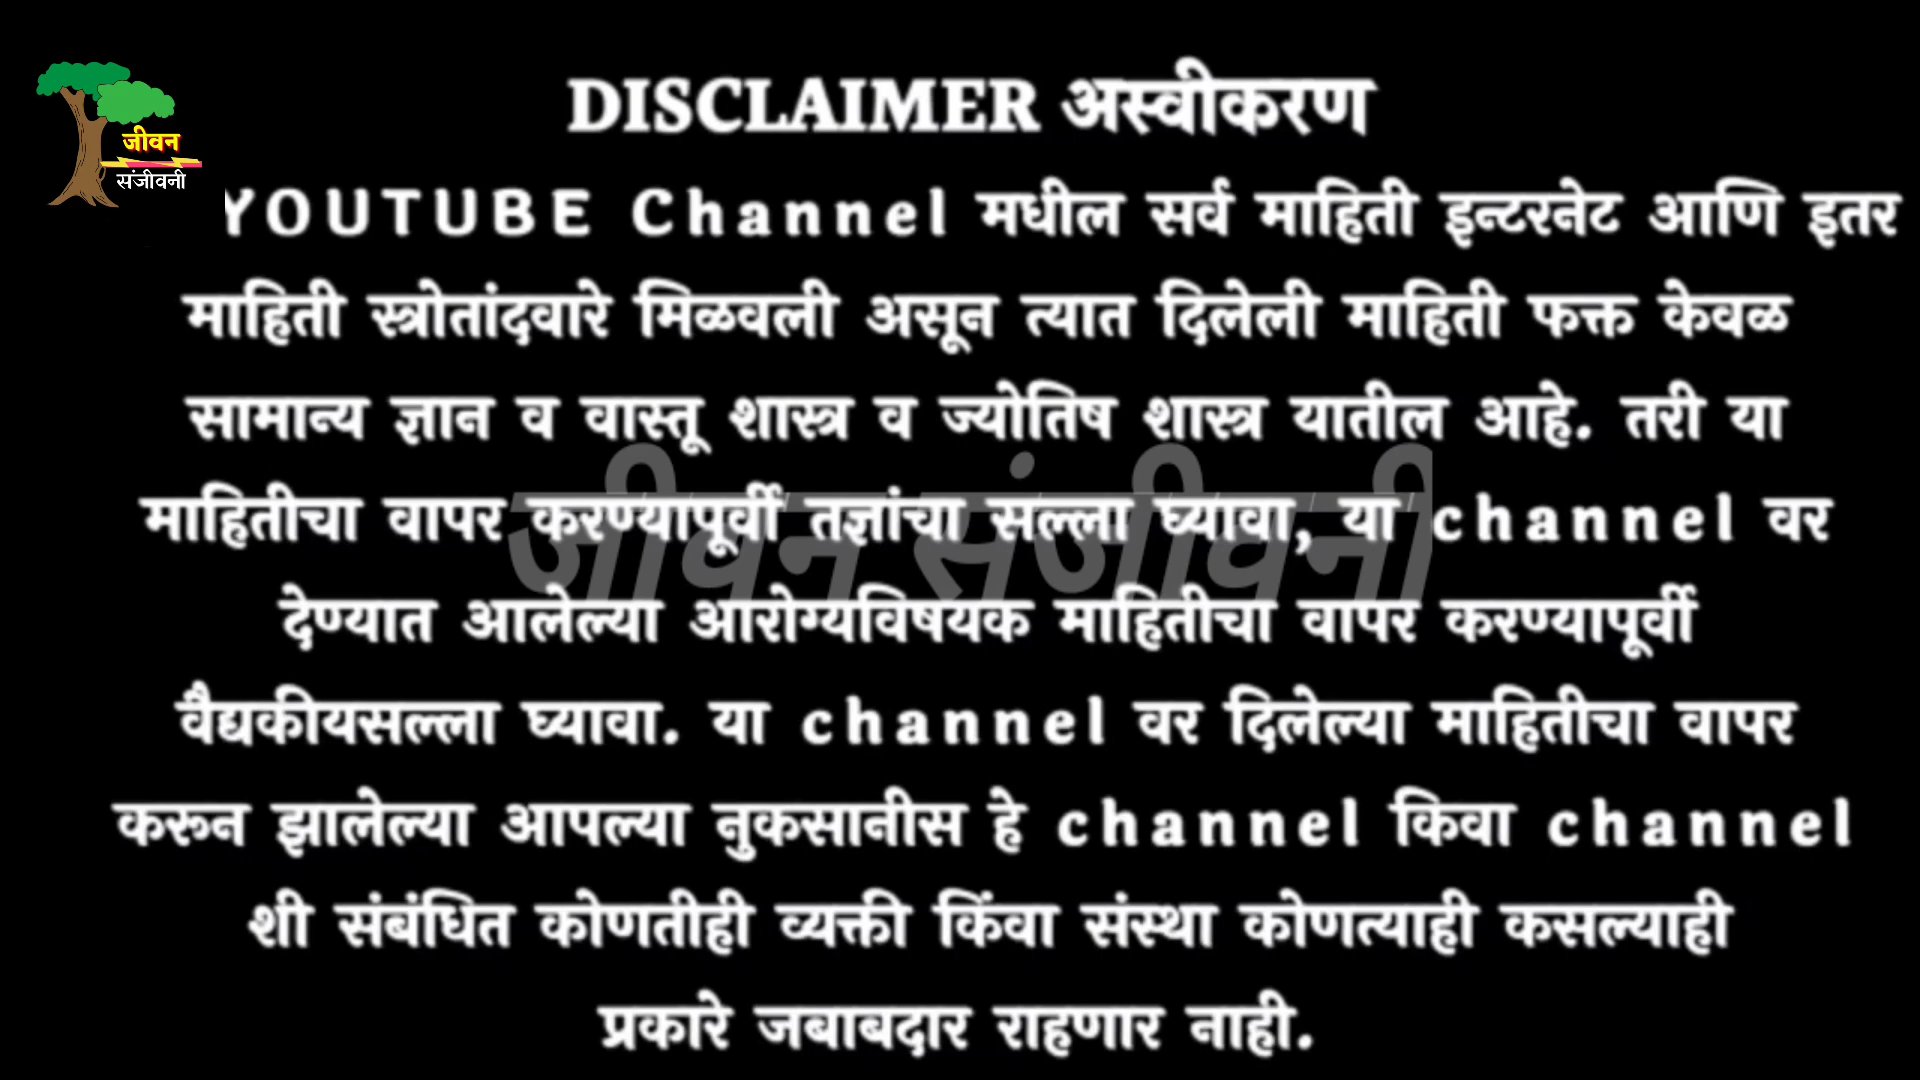 DISCLAIMER अस्वीकरण
जीवन
संजीवनी
YOUTUBE Channel मधील सर्व माहिती इन्टरनेट आणि इतर
माहिती स्त्रोतांदवारे मिळवली असून त्यात दिलेली माहिती फक्त केवळ
सामान्य ज्ञान व वास्तू शास्त्र व ज्योतिष शास्त्र यातील आहे. तरी या
माहितीचा वापर करण्यापूर्वी तज्ञांचा सल्ला घ्यावा, या channel वर
जीवन संजीवनी
देण्यात आलेल्या आरोग्यविषयक माहितीचा वापर करण्यापूर्वी
वैद्यकीयसल्ला घ्यावा. या channel वर दिलेल्या माहितीचा वापर
करून झालेल्या आपल्या नुकसानीस हे channel किवा channel
शी संबंधित कोणतीही व्यक्ती किंवा संस्था कोणत्याही कसल्याही
प्रकारे जबाबदार राहणार नाही.